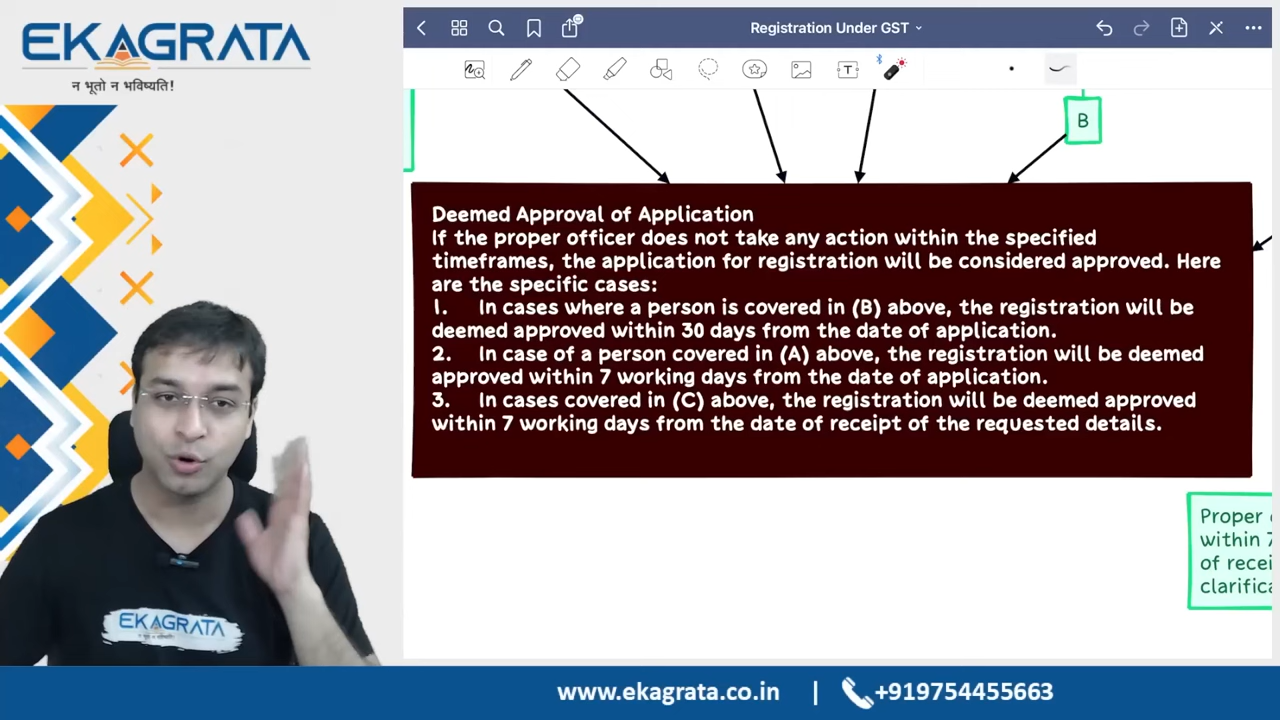 EKAGRATA
न भूतो न भविष्यति!
Registration Under GST
T
B
Deemed Approval of Application
If the proper officer does not take any action within the specified
timeframes, the application for registration will be considered approved. Here
are the specific cases:
1. In cases where a person is covered in (B) above, the registration will be
deemed approved within 30 days from the date of application.
2. In case of a person covered in (A) above, the registration will be deemed
approved within 7 working days from the date of application.
3. In cases covered in (C) above, the registration will be deemed approved
within 7 working days from the date of receipt of the requested details.
Proper
within 7
of recei
clarifica
EKAGRATA
www.ekagrata.co.in | +919754455663